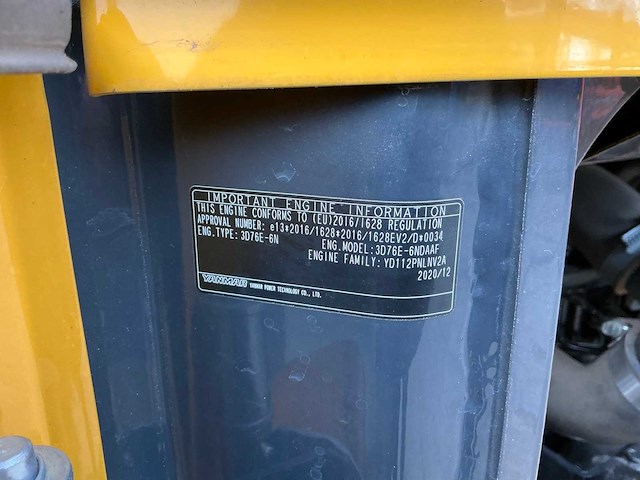 IMPORTANT ENGINE INFORMATION
THIS ENGINE CONFORMS TO (EU)2016/1628 REGULATION
APPROVAL NUMBER: e13*2016/1628*2016/1628EV2/D*0034
ENG.TYPE: 3D76E-6N ENG.MODEL: 3D76E-6NDAAF
ENGINE FAMILY: YD112PNLNV2A
2020/12
YANMAR YANMAR POWER TECHNOLOGY CO., LTD.